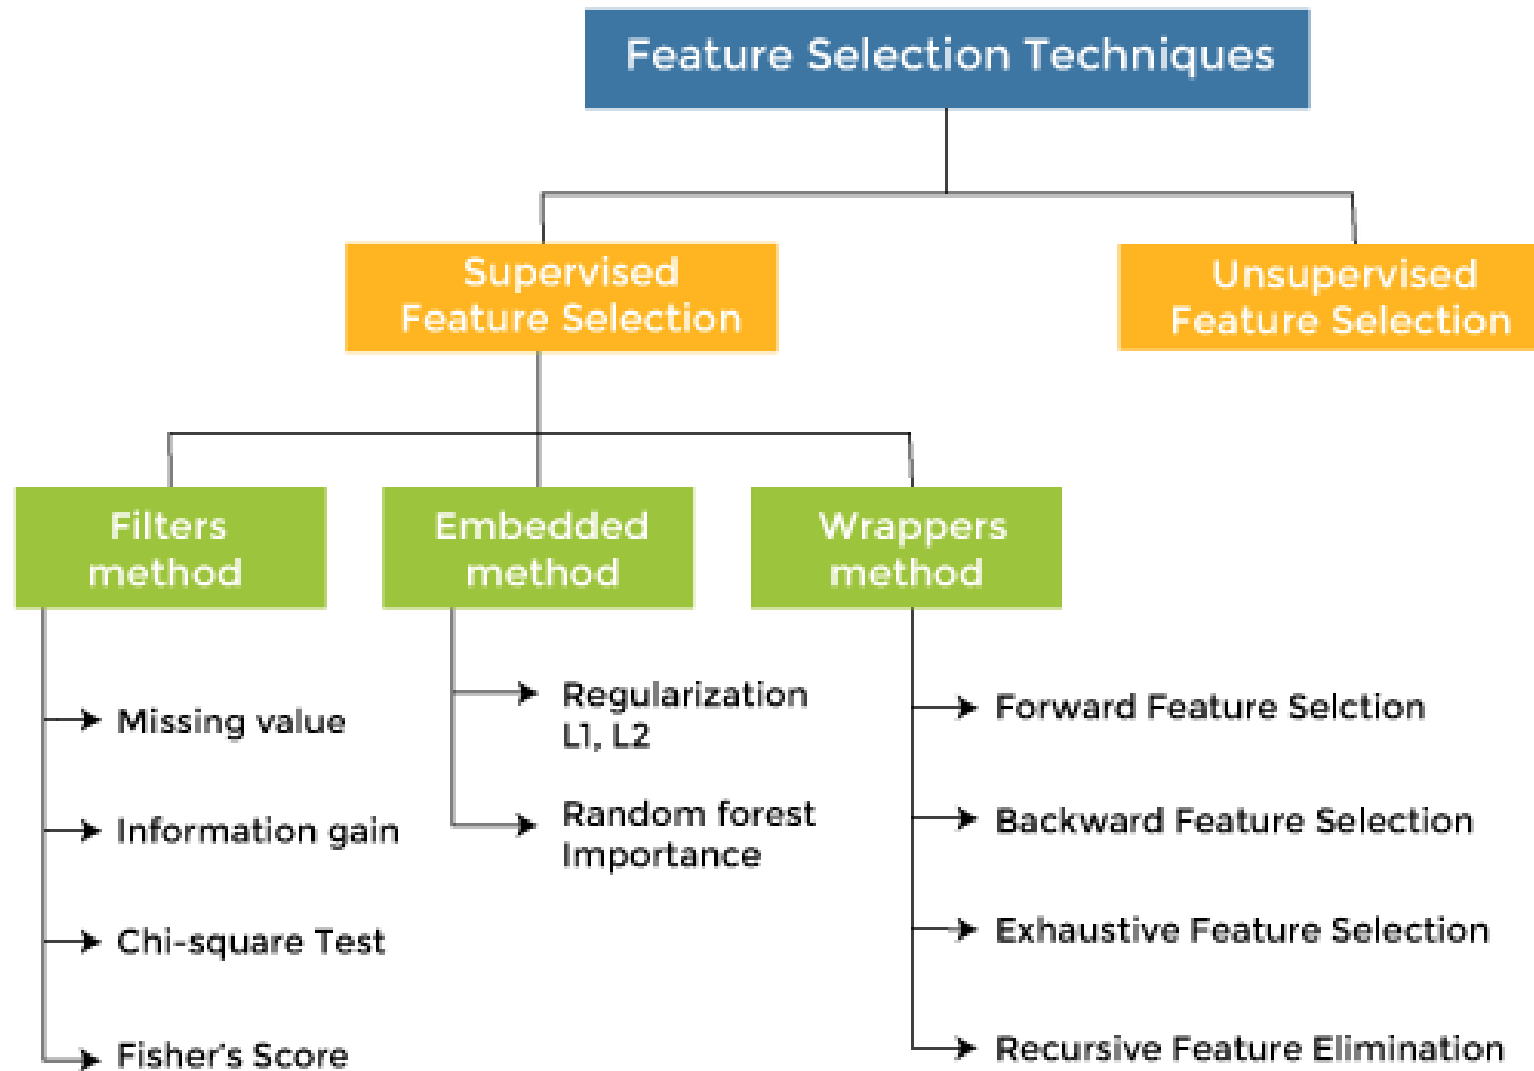 Feature Selection Techniques
Supervised
Feature Selection
Unsupervised
Feature Selection
Filters
method
Embedded
method
Wrappers
method
Missing value
Information gain
Chi-square Test
Fisher's Score
Regularization
L1, L2
Random forest
Importance
Forward Feature Selction
Backward Feature Selection
Exhaustive Feature Selection
Recursive Feature Elimination